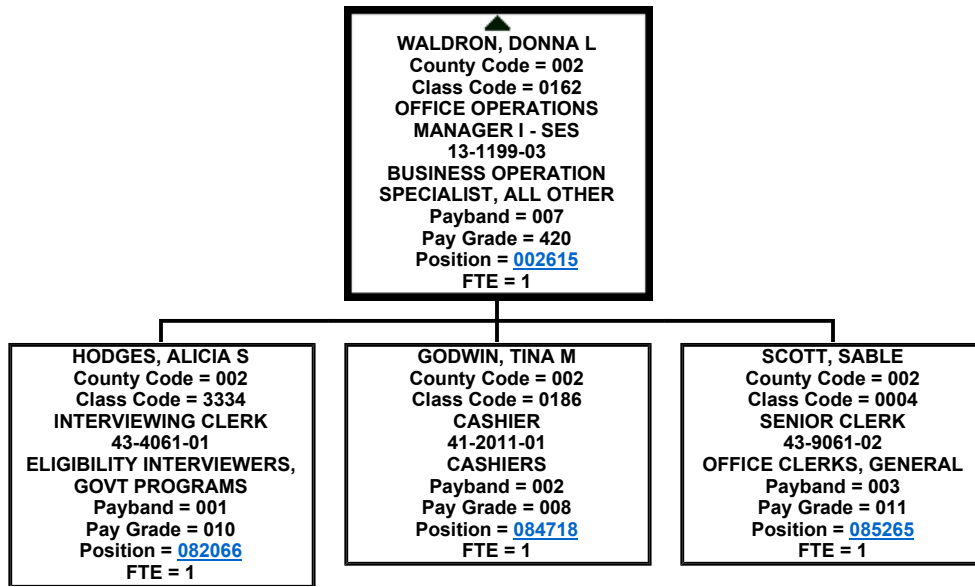 WALDRON, DONNA L
County Code = 002
Class Code = 0162
OFFICE OPERATIONS
MANAGER I - SES
13-1199-03
BUSINESS OPERATION
SPECIALIST, ALL OTHER
Payband = 007
Pay Grade = 420
Position = 002615
FTE = 1
HODGES, ALICIA S
County Code = 002
Class Code = 3334
INTERVIEWING CLERK
43-4061-01
ELIGIBILITY INTERVIEWERS,
GOVT PROGRAMS
Payband = 001
Pay Grade = 010
Position = 082066
FTE = 1
GODWIN, TINA M
County Code = 002
Class Code = 0186
CASHIER
41-2011-01
CASHIERS
Payband = 002
Pay Grade = 008
Position = 084718
FTE = 1
SCOTT, SABLE
County Code = 002
Class Code = 0004
SENIOR CLERK
43-9061-02
OFFICE CLERKS, GENERAL
Payband = 003
Pay Grade = 011
Position = 085265
FTE = 1